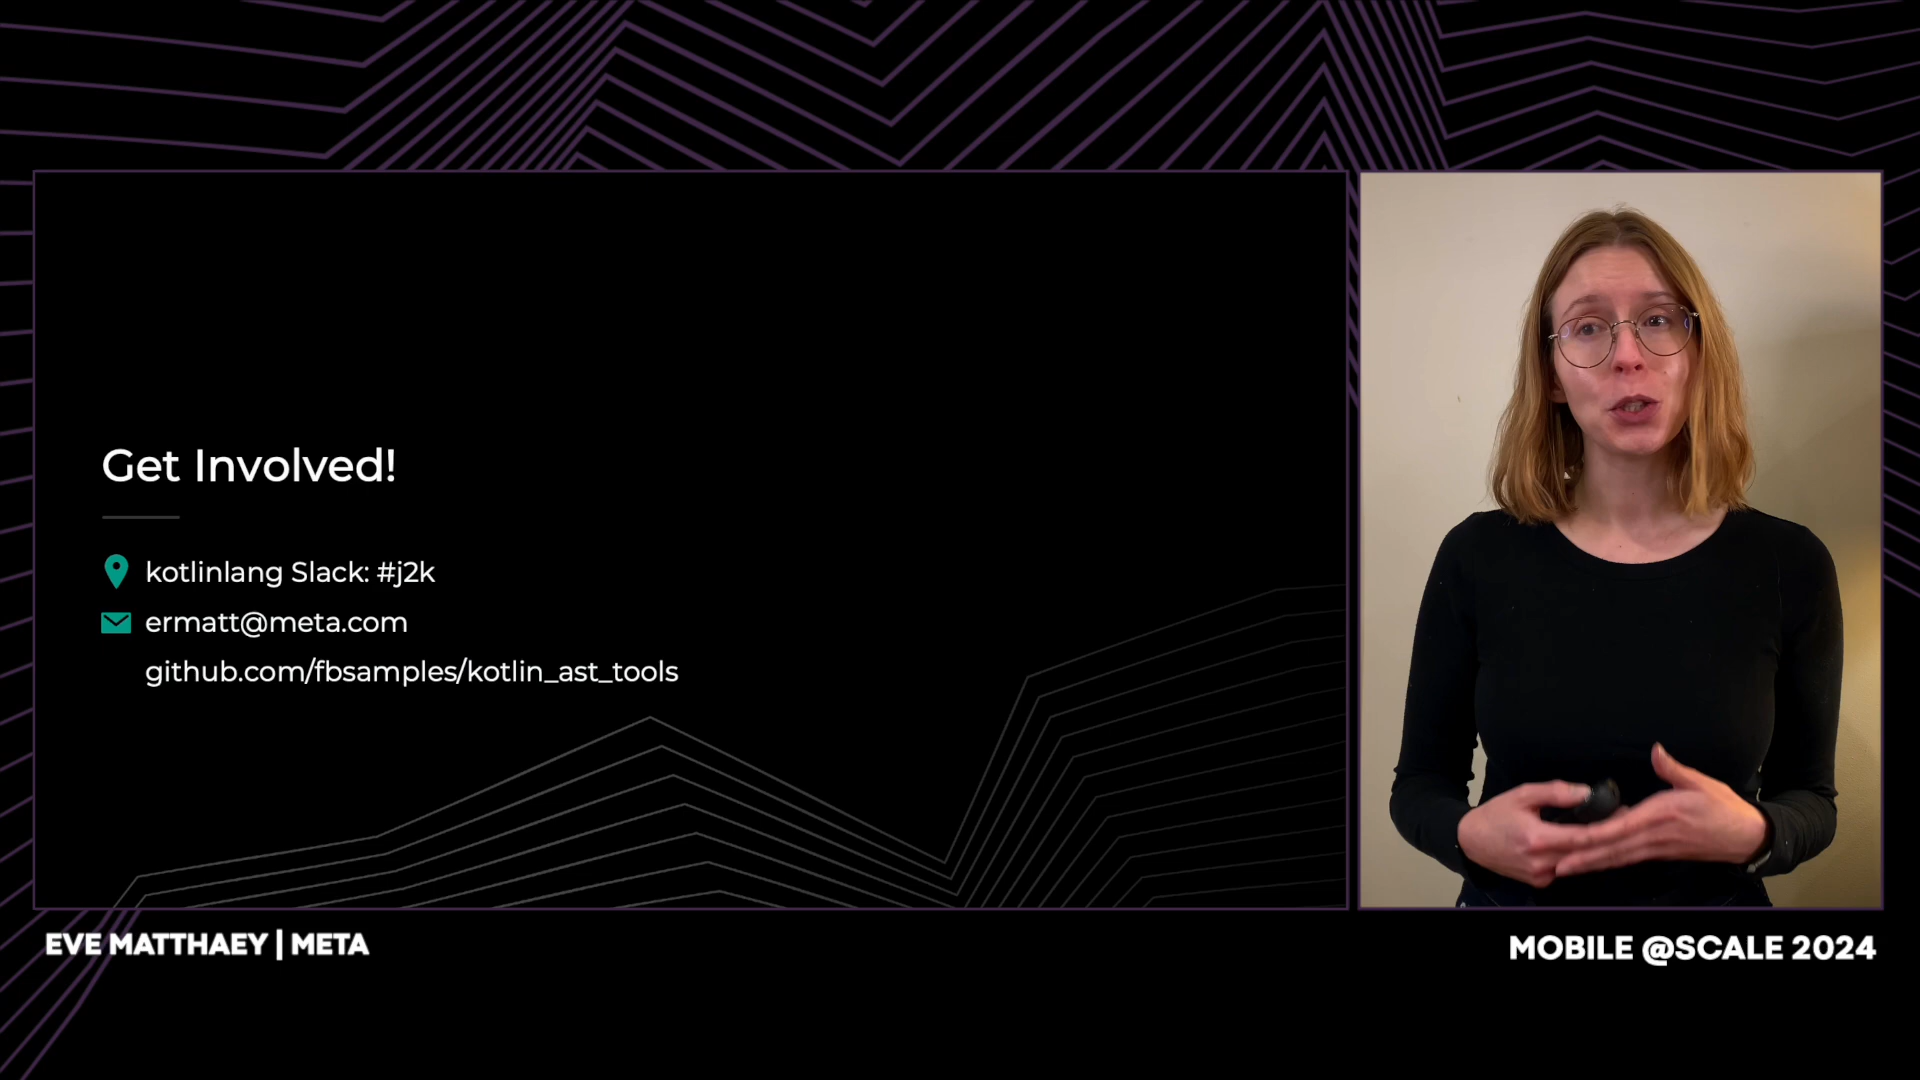 Get Involved!
kotlinlang Slack: #j2k
ermatt@meta.com
github.com/fbsamples/kotlin_ast_tools
EVE MATTHAEY | META
MOBILE @SCALE 2024